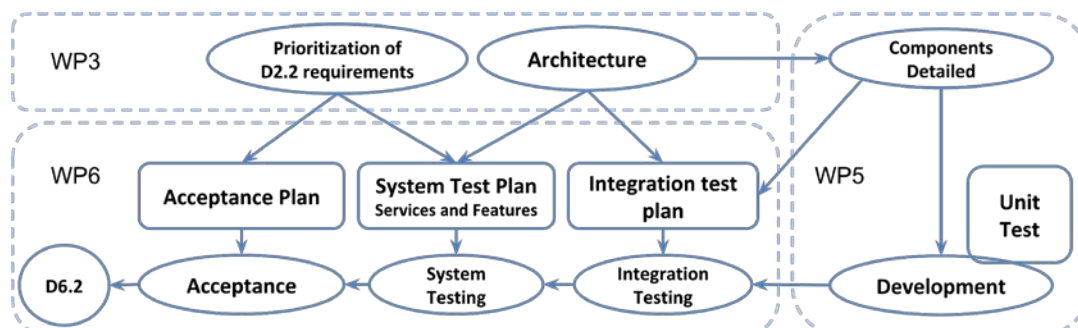 WP3
Prioritization of
D2.2 requirements
Architecture
Components
Detailed
WP6
Acceptance Plan
System Test Plan
Services and Features
Integration test
plan
WP5
Unit
Test
D6.2
Acceptance
System
Testing
Integration
Testing
Development